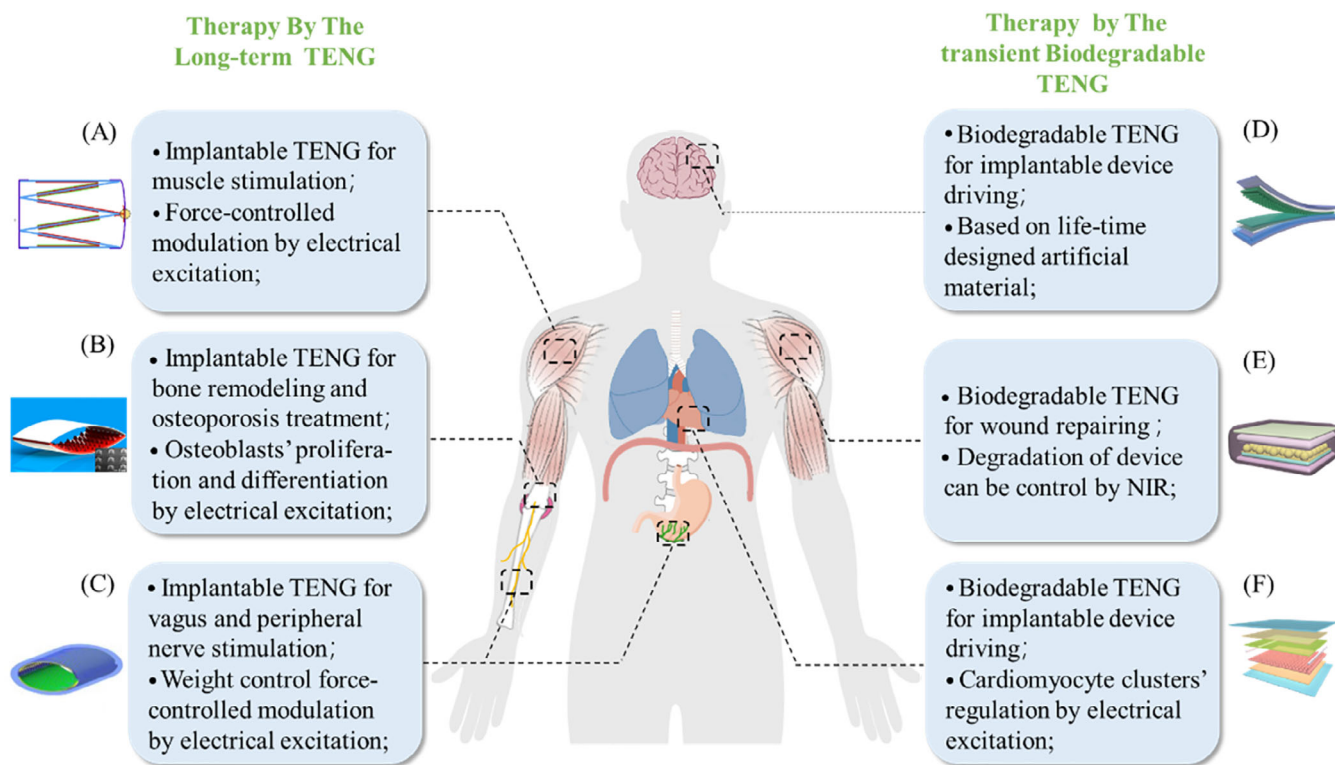 Therapy By The
Long-term TENG
(A)
• Implantable TENG for
muscle stimulation;
• Force-controlled
modulation by electrical
excitation;
(B)
• Implantable TENG for
bone remodeling and
osteoporosis treatment;
• Osteoblasts' prolifera-
tion and differentiation
by electrical excitation;
(C)
• Implantable TENG for
vagus and peripheral
nerve stimulation;
• Weight control force-
controlled modulation
by electrical excitation;
Therapy by The
transient Biodegradable
TENG
(D)
• Biodegradable TENG
for implantable device
driving;
• Based on life-time
designed artificial
material;
(E)
• Biodegradable TENG
for wound repairing ;
• Degradation of device
can be control by NIR;
(F)
• Biodegradable TENG
for implantable device
driving;
• Cardiomyocyte clusters'
regulation by electrical
excitation;